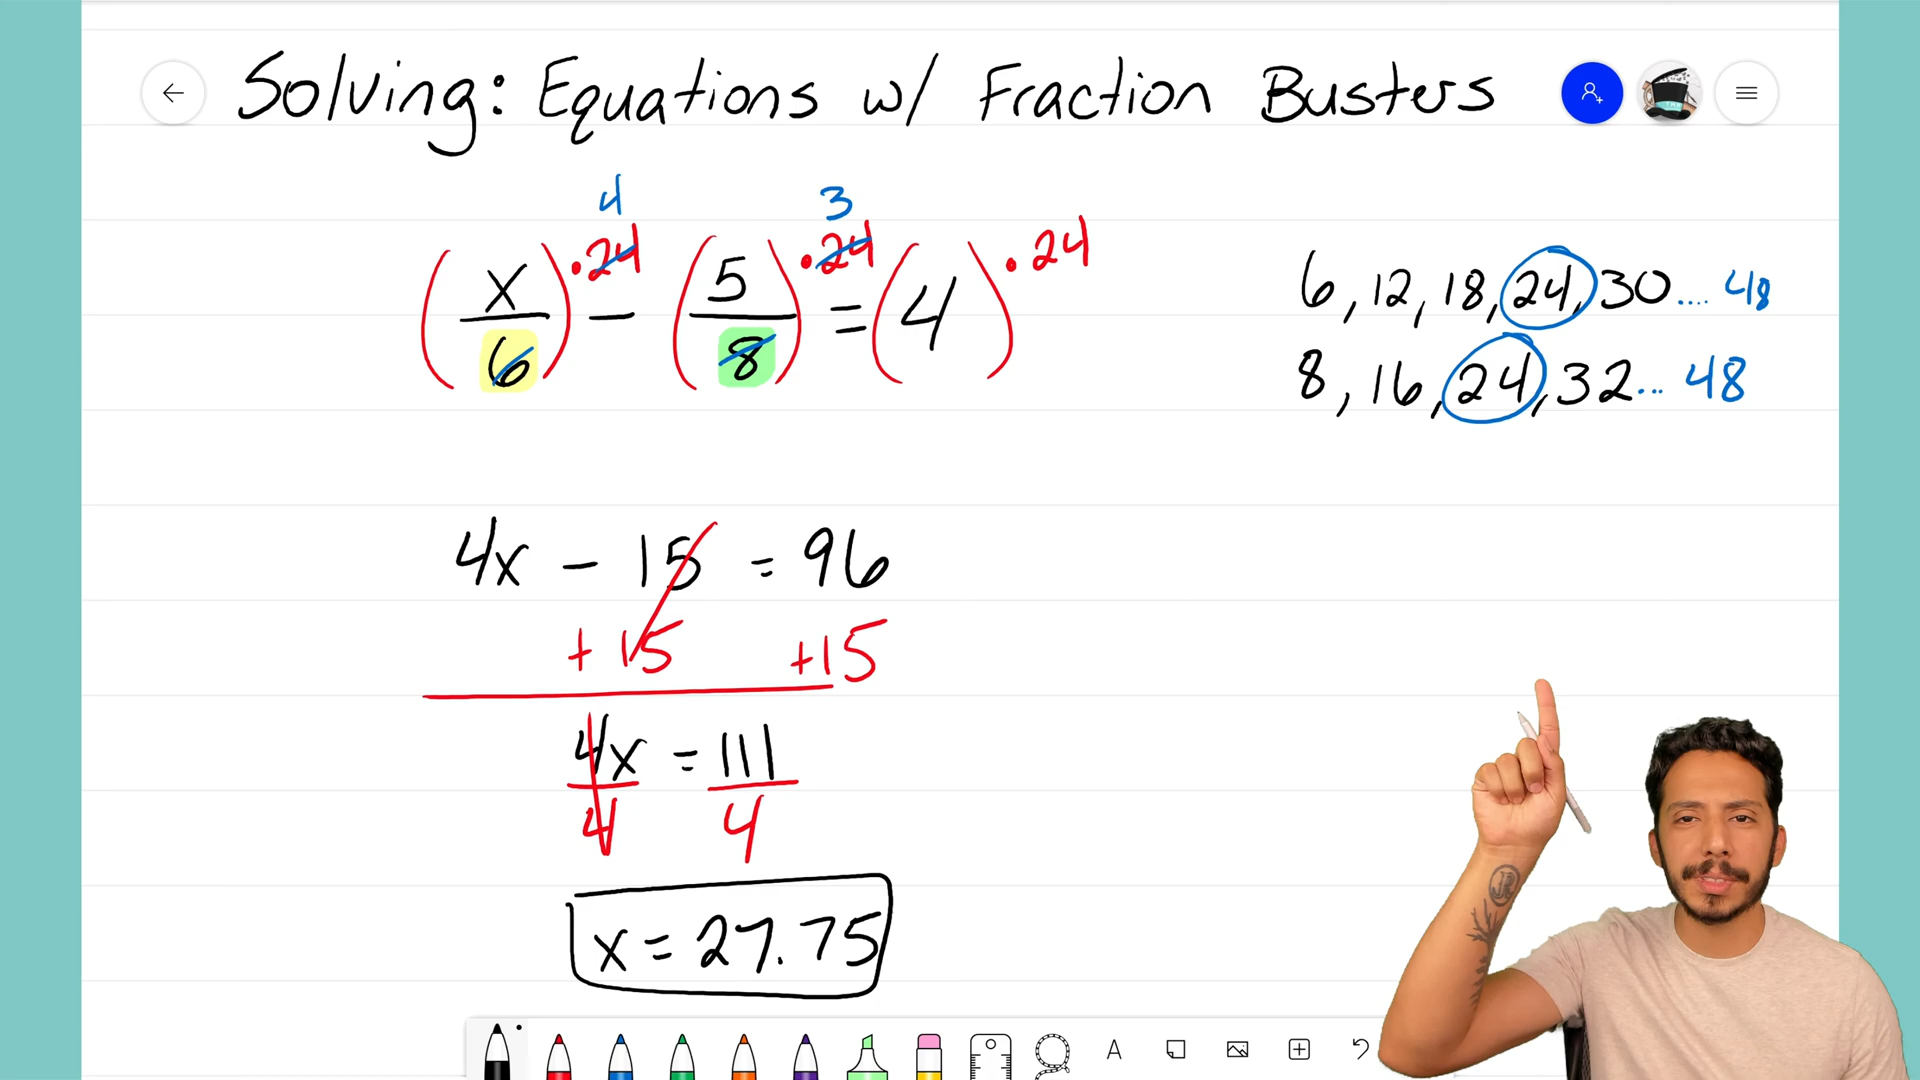 Solving: Equations w/ Fraction Busters
4 3
(x/6)·24 − (5/8)·24 = (4)·24
6, 12, 18, 24, 30.... 48
8, 16, 24, 32... 48
4x − 15 = 96
+ 15 +15
4x = 111
4 4
x = 27.75
A